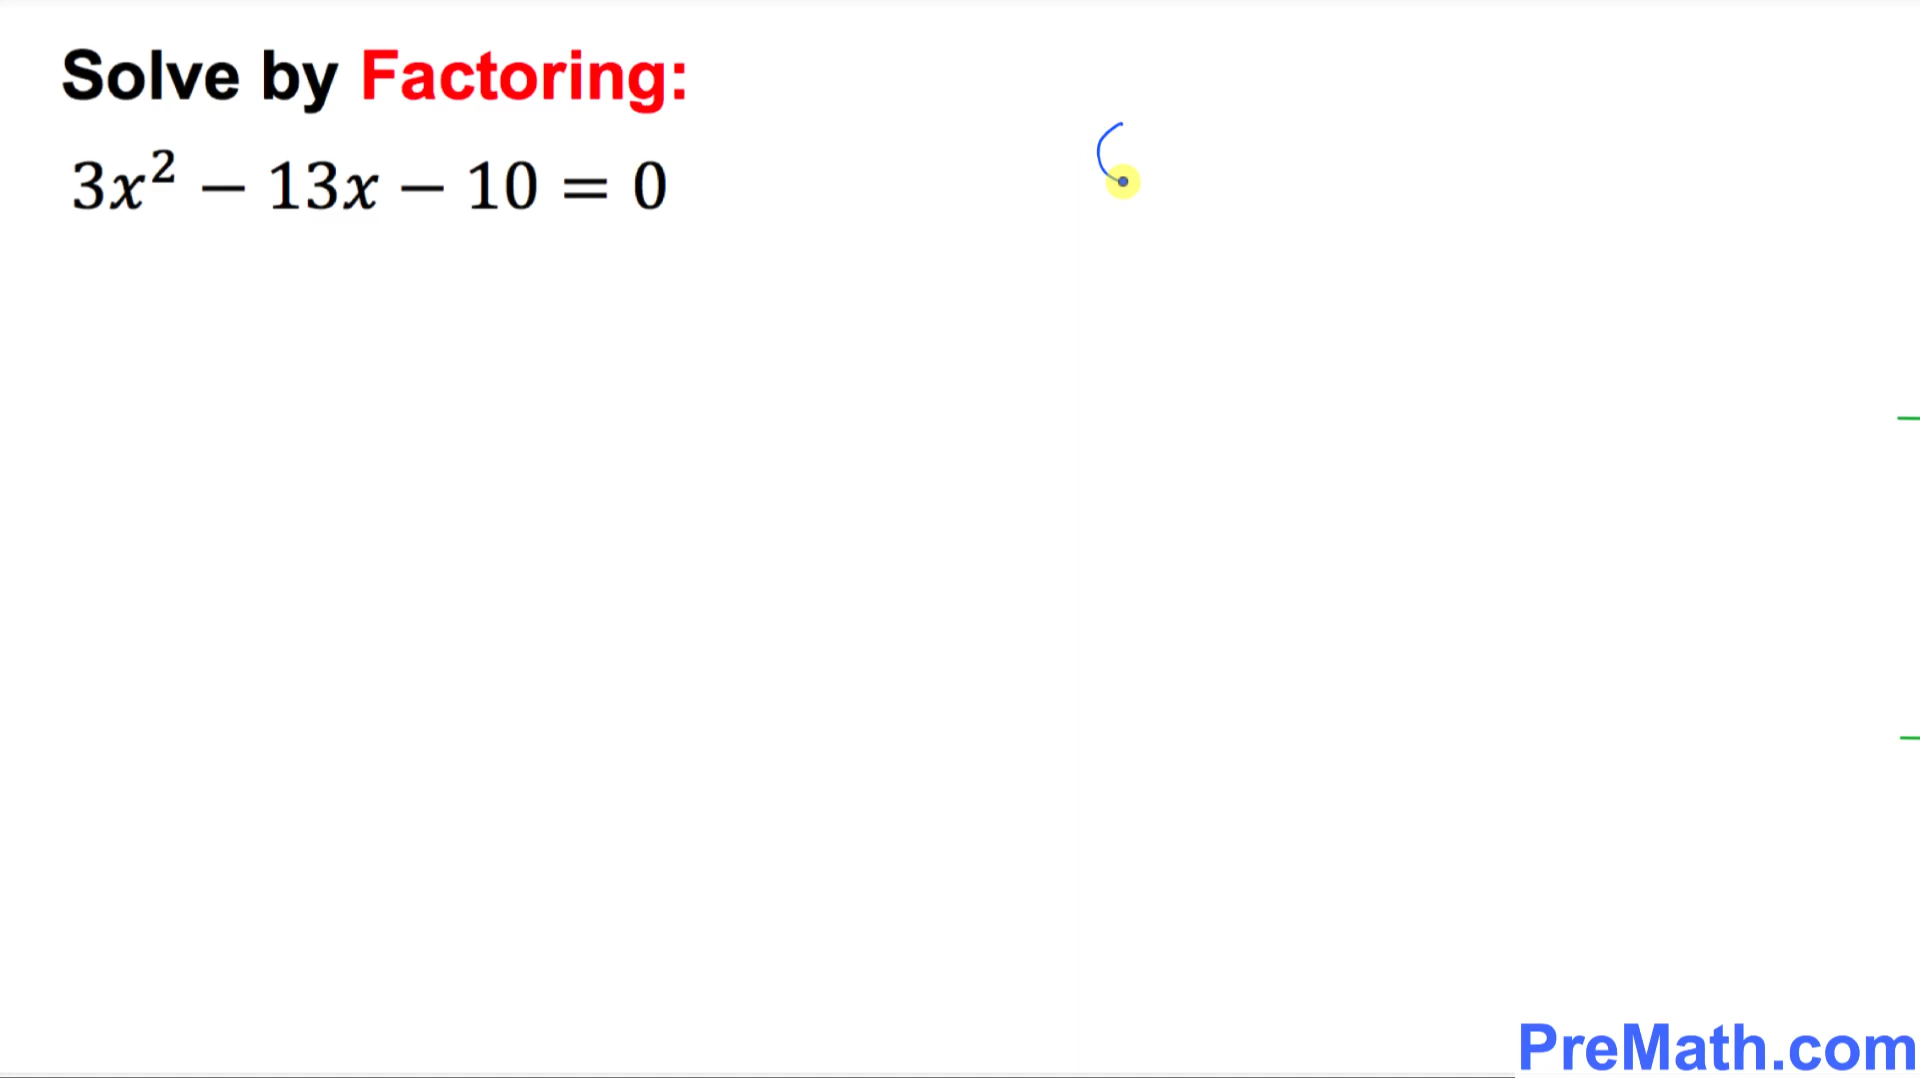 Solve by Factoring:
3x² − 13x − 10 = 0
PreMath.com